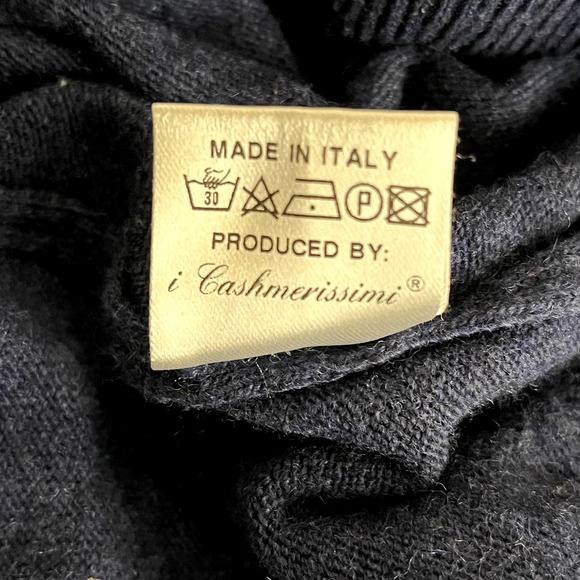 MADE IN ITALY
30 P
PRODUCED BY:
i Cashmerissimi ®